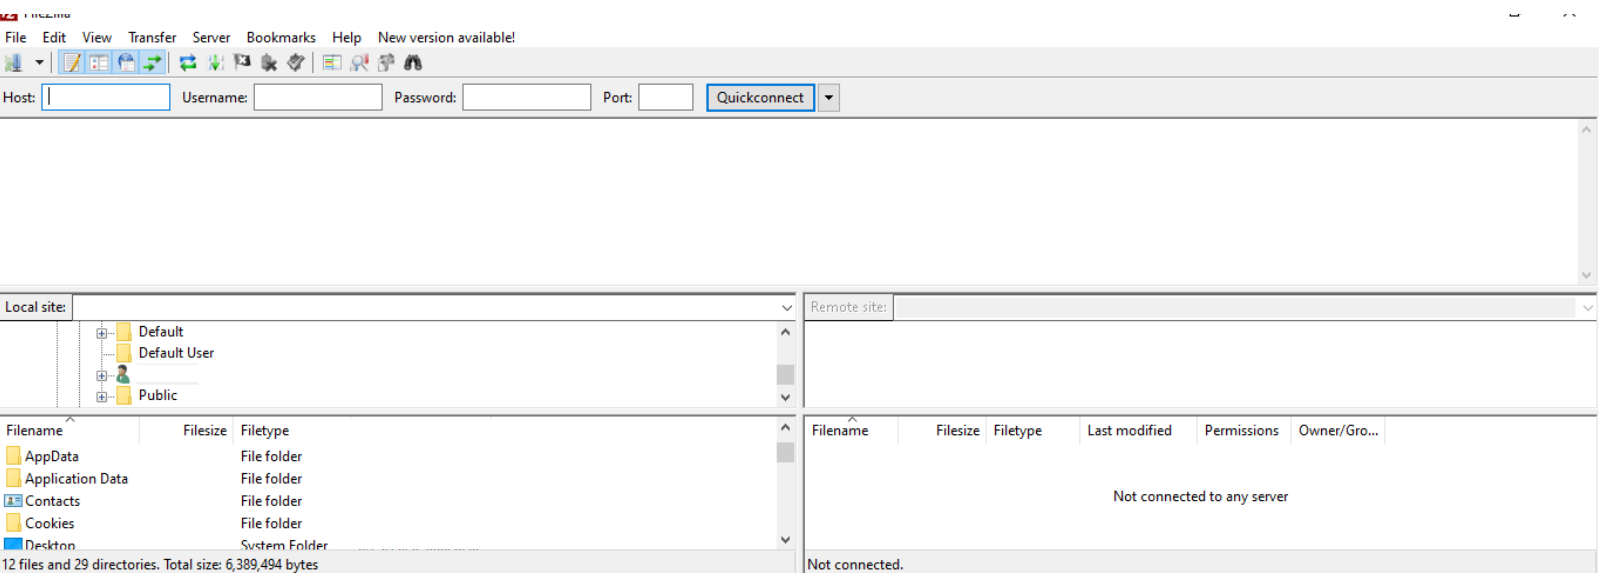 FileZilla
File Edit View Transfer Server Bookmarks Help New version available!
Host: Username: Password: Port: Quickconnect
Local site:
Remote site:
Default
Default User
Public
Filename Filesize Filetype
AppData File folder
Application Data File folder
Contacts File folder
Cookies File folder
Desktop System Folder
12 files and 29 directories. Total size: 6,389,494 bytes
Filename Filesize Filetype Last modified Permissions Owner/Gro...
Not connected to any server
Not connected.